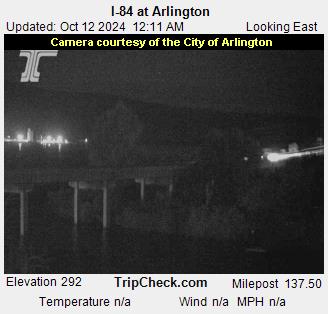 I-84 at Arlington
Updated: Oct 12 2024 12:11 AM Looking East
Camera courtesy of the City of Arlington
Elevation 292 TripCheck.com Milepost 137.50
Temperature n/a Wind n/a MPH n/a